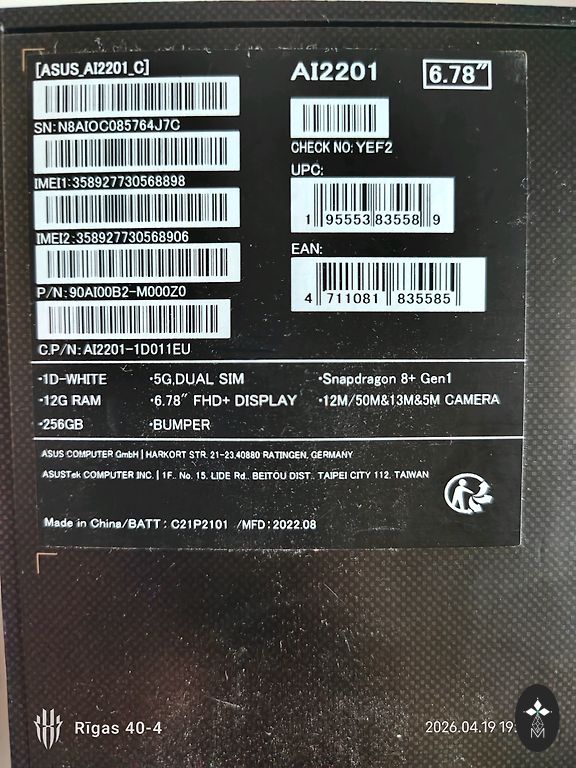 [ASUS_AI2201_C]
SN:N8AIOC085764J7C
IMEI1:358927730568898
IMEI2:358927730568906
P/N:90AI00B2-M000Z0
C.P/N:AI2201-1D011EU
AI2201 6.78"
CHECK NO:YEF2
UPC:
1 95553 83558 9
EAN:
4 711081 835585
·1D-WHITE ·5G,DUAL SIM ·Snapdragon 8+ Gen1
·12G RAM ·6.78" FHD+ DISPLAY ·12M/50M&13M&5M CAMERA
·256GB ·BUMPER
ASUS COMPUTER GmbH | HARKORT STR. 21-23,40880 RATINGEN, GERMANY
ASUSTek COMPUTER INC. | 1F., No. 15, LIDE Rd., BEITOU DIST., TAIPEI CITY 112, TAIWAN
Made in China/BATT : C21P2101 /MFD:2022.08
Rīgas 40-4
2026.04.19 19:
M